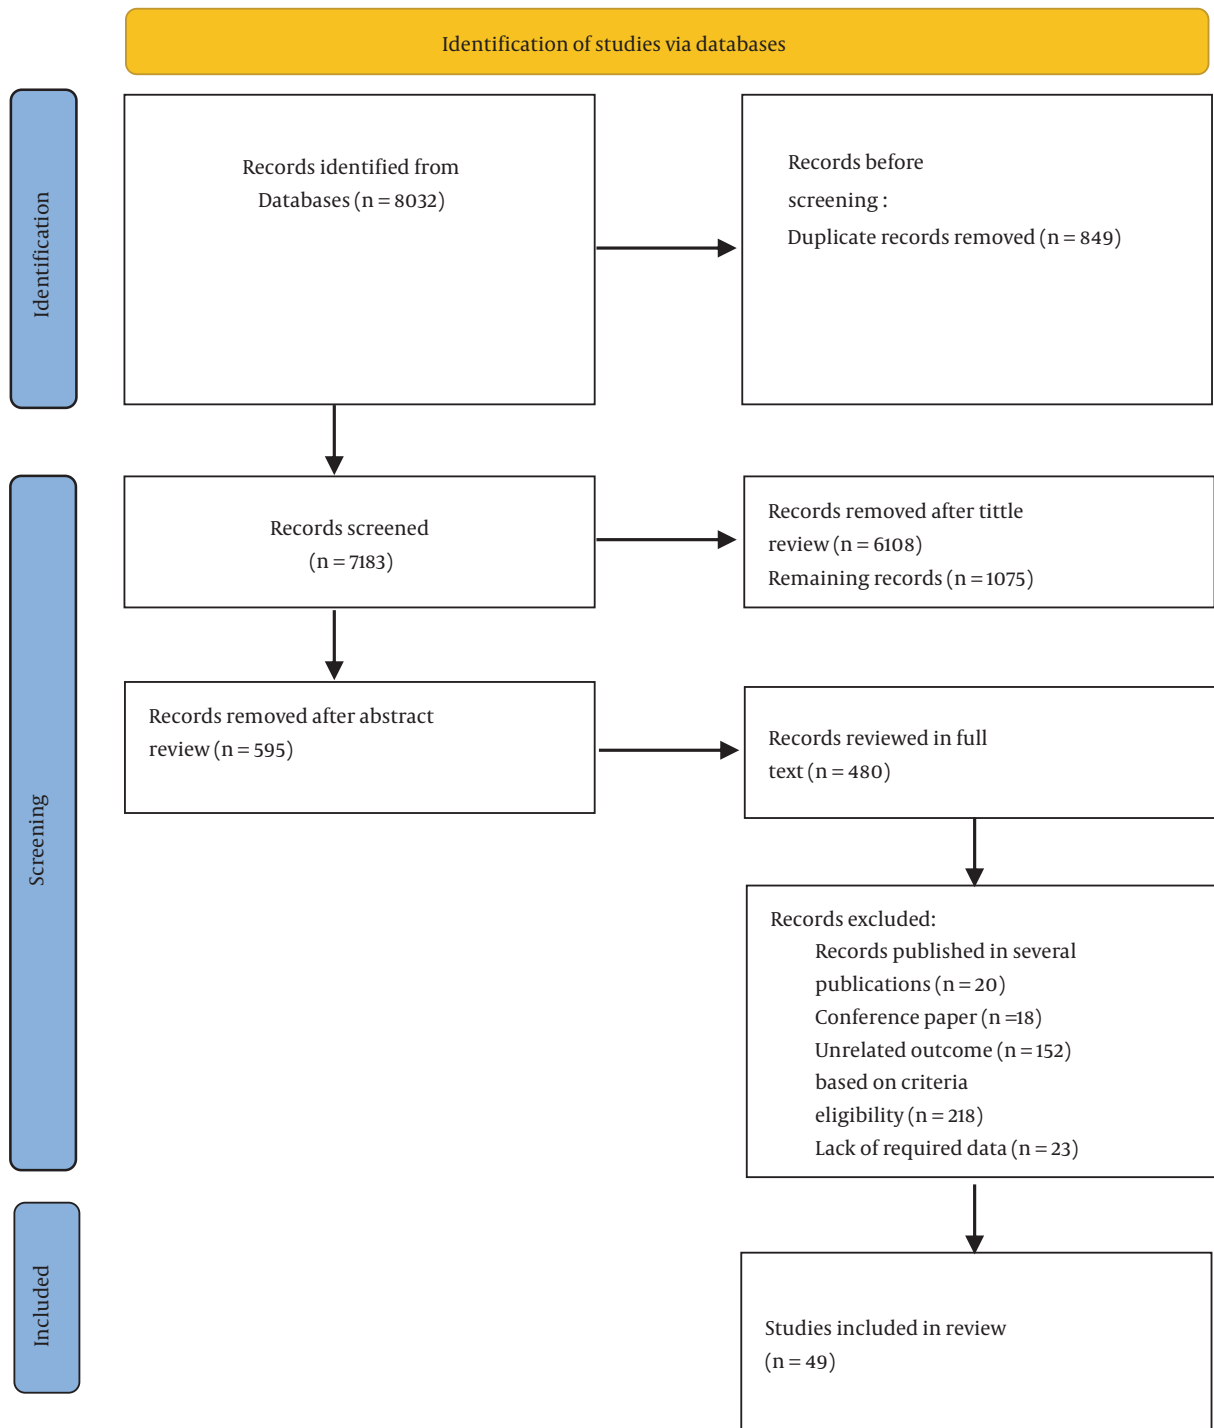 Identification of studies via databases
Identification
Records identified from
Databases (n = 8032)
Records before
screening :
Duplicate records removed (n = 849)
Screening
Records screened
(n = 7183)
Records removed after tittle
review (n = 6108)
Remaining records (n = 1075)
Records removed after abstract
review (n = 595)
Records reviewed in full
text (n = 480)
Records excluded:
Records published in several
publications (n = 20)
Conference paper (n =18)
Unrelated outcome (n = 152)
based on criteria
eligibility (n = 218)
Lack of required data (n = 23)
Included
Studies included in review
(n = 49)